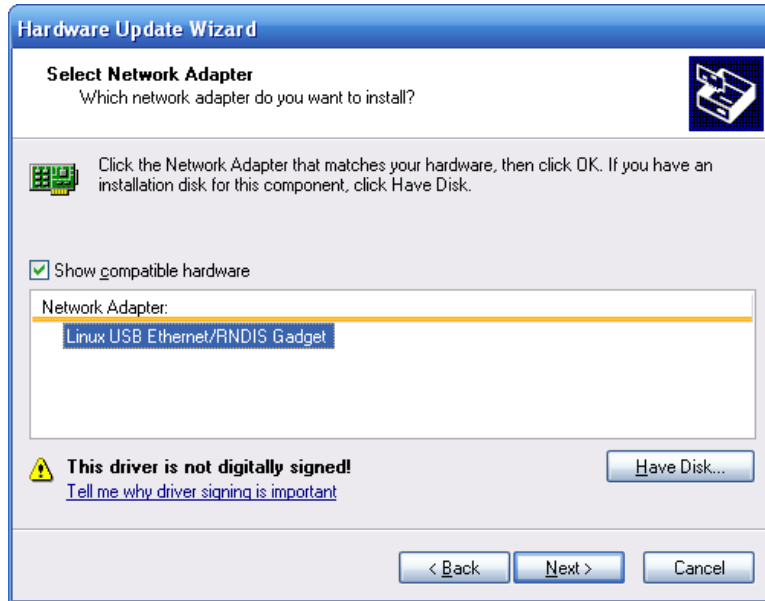 Hardware Update Wizard
Select Network Adapter
Which network adapter do you want to install?
Click the Network Adapter that matches your hardware, then click OK. If you have an
installation disk for this component, click Have Disk.
Show compatible hardware
Network Adapter:
Linux USB Ethernet/RNDIS Gadget
This driver is not digitally signed!
Have Disk...
Tell me why driver signing is important
< Back
Next >
Cancel